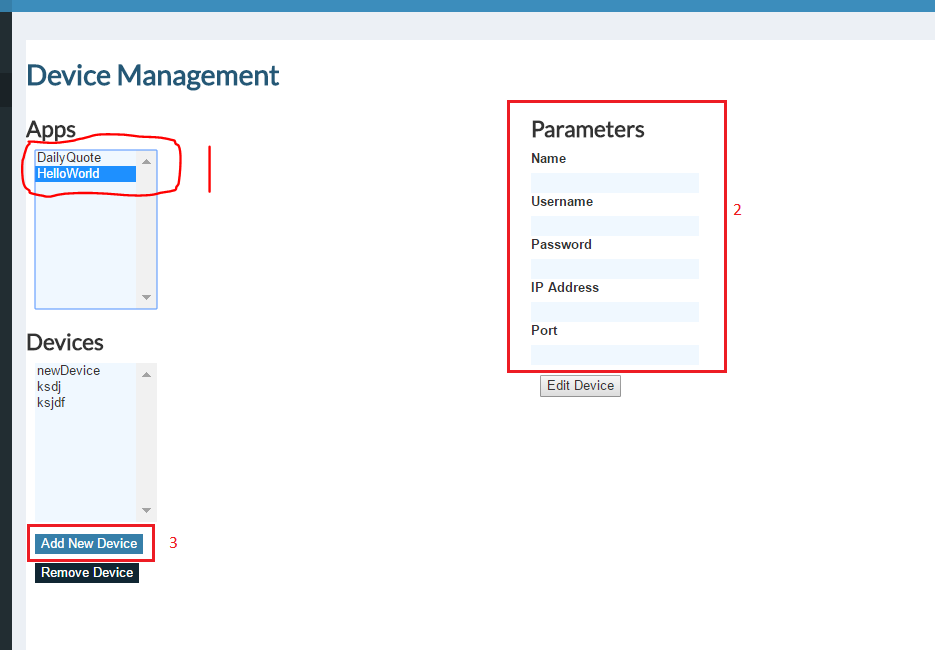 Device Management
Apps
DailyQuote
HelloWorld
Devices
newDevice
ksdj
ksjdf
Add New Device
3
Remove Device
Parameters
Name
Username
2
Password
IP Address
Port
Edit Device